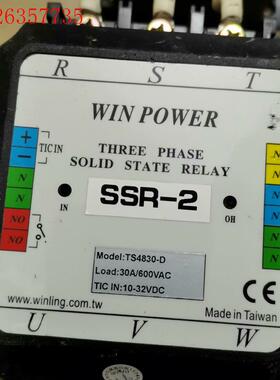 26357735
R S T
WIN POWER
+
-
TIC IN
THREE PHASE
SOLID STATE RELAY
N
N
NO
NO
IN
SSR-2
OH
Model:TS4830-D
Load:30A/600VAC
TIC IN:10-32VDC
CE
www.winling.com.tw
Made in Taiwan
U V W